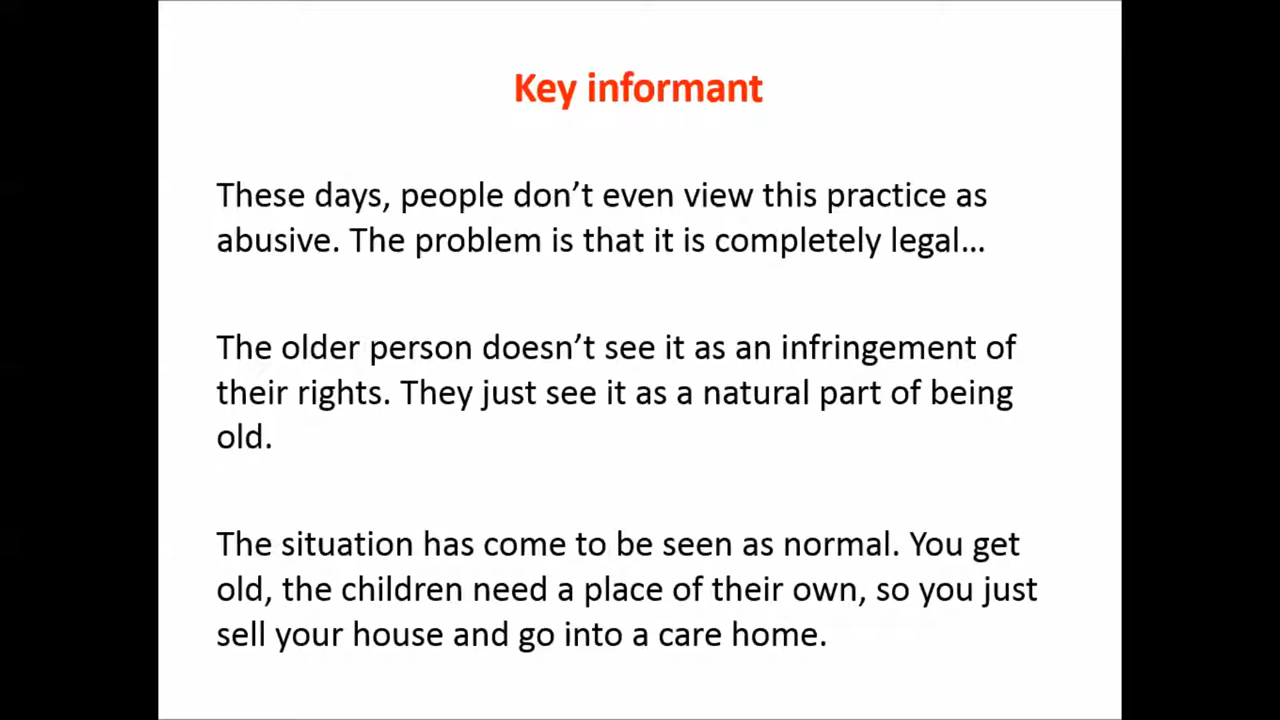 Key informant
These days, people don’t even view this practice as
abusive. The problem is that it is completely legal…
The older person doesn’t see it as an infringement of
their rights. They just see it as a natural part of being
old.
The situation has come to be seen as normal. You get
old, the children need a place of their own, so you just
sell your house and go into a care home.